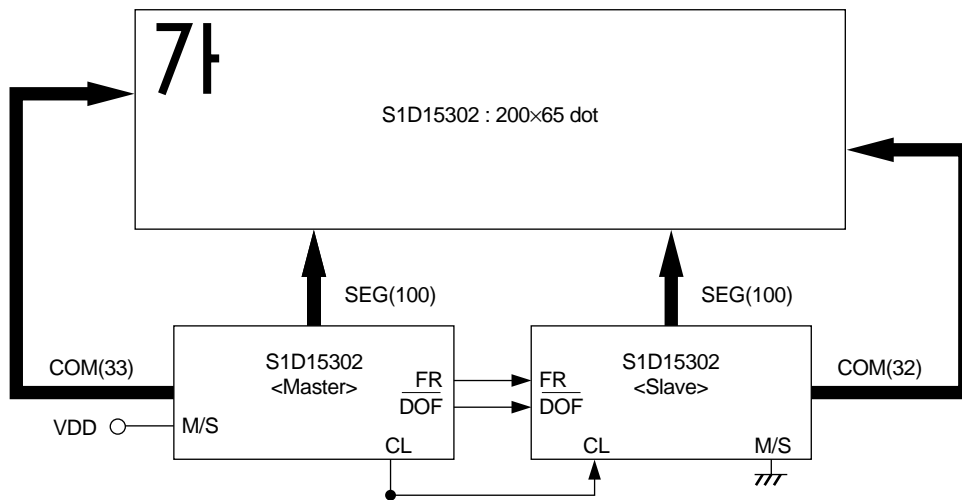 가
S1D15302 : 200×65 dot
SEG(100)
SEG(100)
COM(33)
S1D15302
<Master>
FR
DOF
M/S
CL
VDD
S1D15302
<Slave>
FR
DOF
CL
M/S
COM(32)